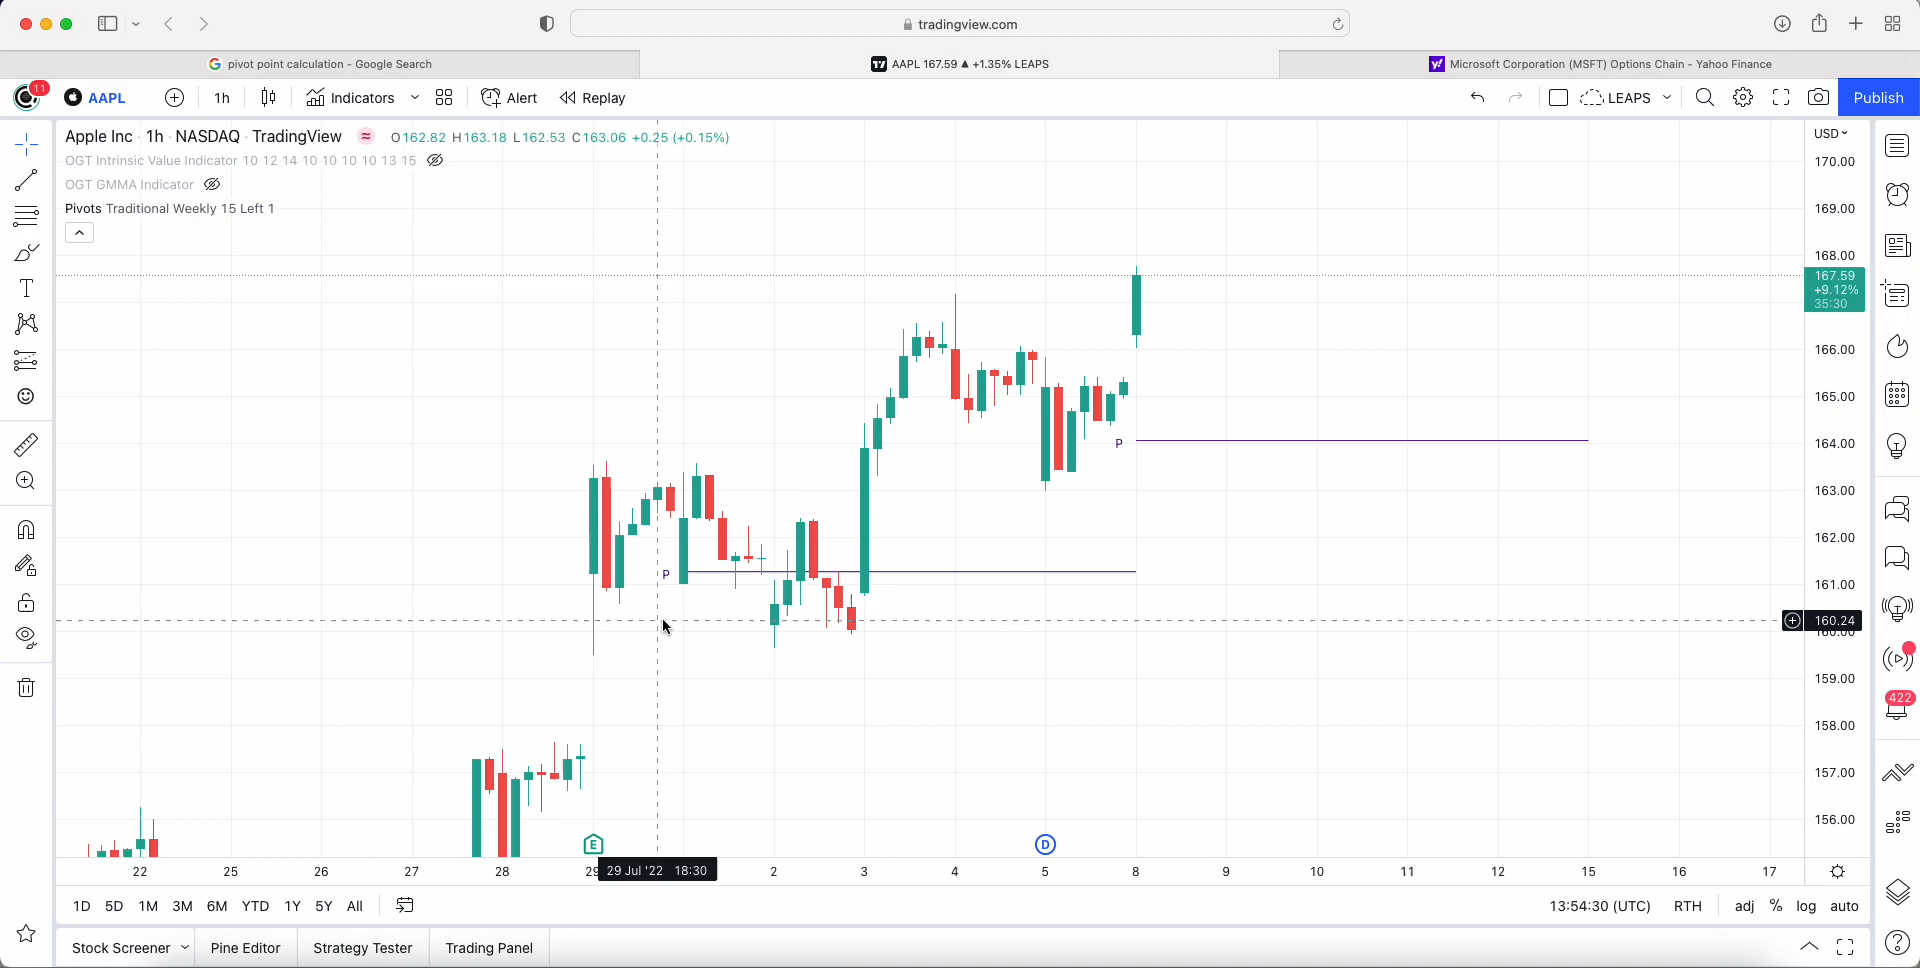 tradingview.com
pivot point calculation - Google Search
AAPL 167.59 ▲ +1.35% LEAPS
Microsoft Corporation (MSFT) Options Chain - Yahoo Finance
11
AAPL
1h
Indicators
Alert
Replay
LEAPS
Publish
Apple Inc · 1h · NASDAQ · TradingView
O162.82 H163.18 L162.53 C163.06 +0.25 (+0.15%)
OGT Intrinsic Value Indicator 10 12 14 10 10 10 10 13 15
OGT GMMA Indicator
Pivots Traditional Weekly 15 Left 1
USD
170.00
169.00
168.00
167.59
+9.12%
35:30
166.00
165.00
164.00
163.00
162.00
161.00
160.24
160.00
159.00
158.00
157.00
156.00
P
P
E
D
422
22 25 26 27 28 29 2 3 4 5 8 9 10 11 12 15 16 17
29 Jul '22 18:30
1D 5D 1M 3M 6M YTD 1Y 5Y All
13:54:30 (UTC) RTH adj % log auto
Stock Screener Pine Editor Strategy Tester Trading Panel